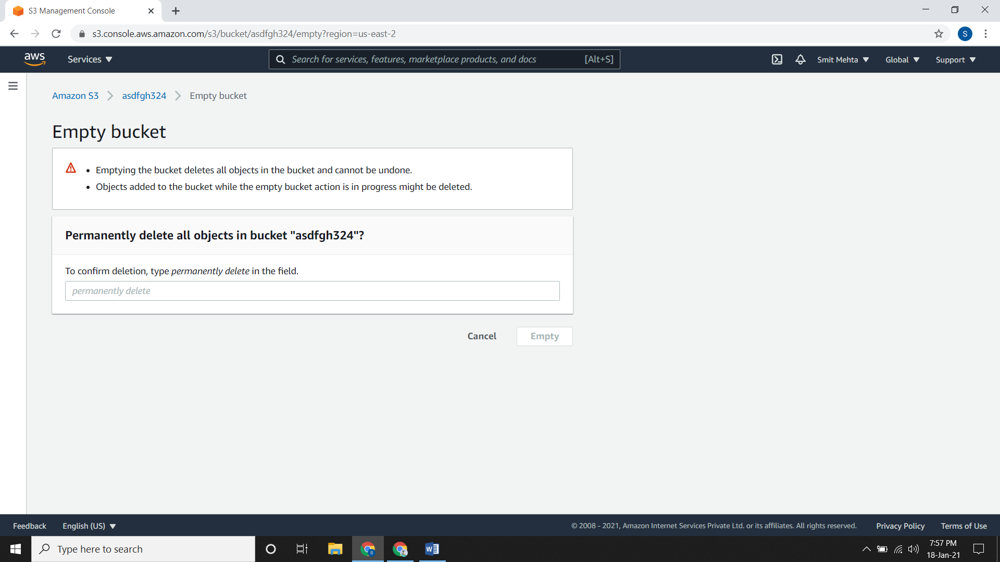 S3 Management Console
s3.console.aws.amazon.com/s3/bucket/asdfgh324/empty?region=us-east-2
S
aws
Services
Search for services, features, marketplace products, and docs [Alt+S]
Smit Mehta
Global
Support
Amazon S3 asdfgh324 Empty bucket
Empty bucket
• Emptying the bucket deletes all objects in the bucket and cannot be undone.
• Objects added to the bucket while the empty bucket action is in progress might be deleted.
Permanently delete all objects in bucket "asdfgh324"?
To confirm deletion, type permanently delete in the field.
permanently delete
Cancel Empty
Feedback English (US) © 2008 - 2021, Amazon Internet Services Private Ltd. or its affiliates. All rights reserved. Privacy Policy Terms of Use
Type here to search
7:57 PM
18-Jan-21